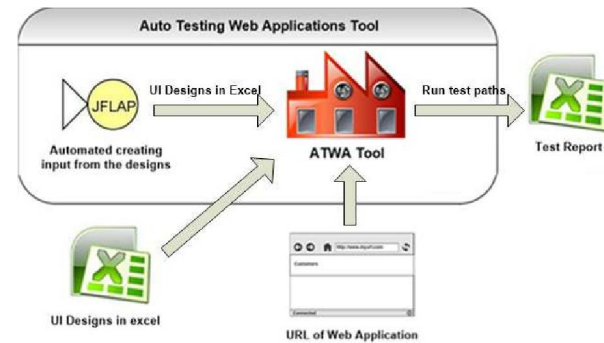 Auto Testing Web Applications Tool
JFLAP
UI Designs in Excel
Run test paths
Automated creating
input from the designs
ATWA Tool
Test Report
UI Designs in excel
Customers
Connected
URL of Web Application